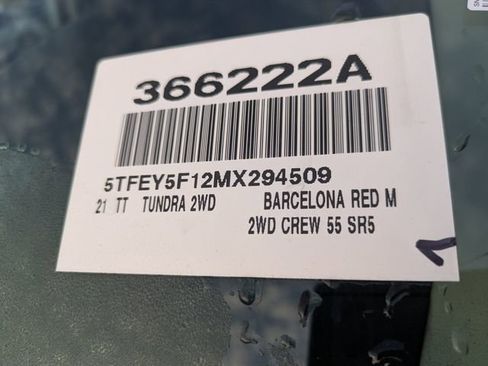 366222A
5TFEY5F12MX294509
21 TT TUNDRA 2WD BARCELONA RED M
2WD CREW 55 SR5